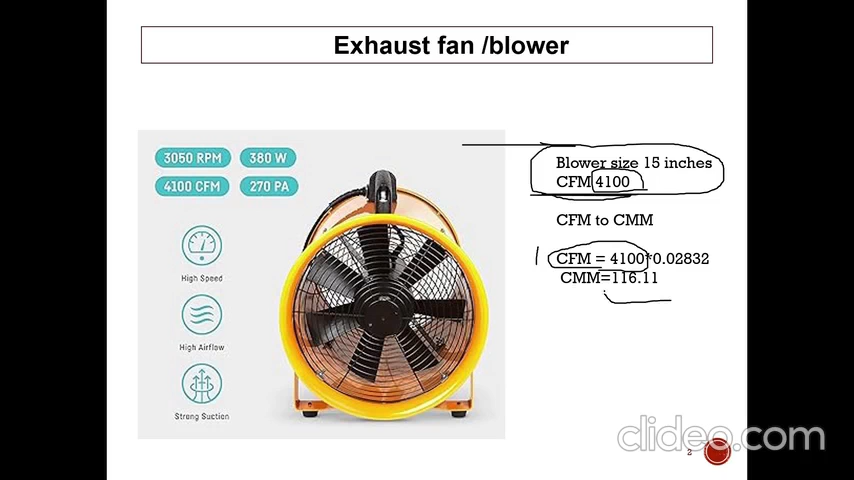 Exhaust fan /blower
3050 RPM
380 W
4100 CFM
270 PA
High Speed
High Airflow
Strong Suction
Blower size 15 inches
CFM 4100
CFM to CMM
CFM = 4100*0.02832
CMM=116.11
clideo.com
2